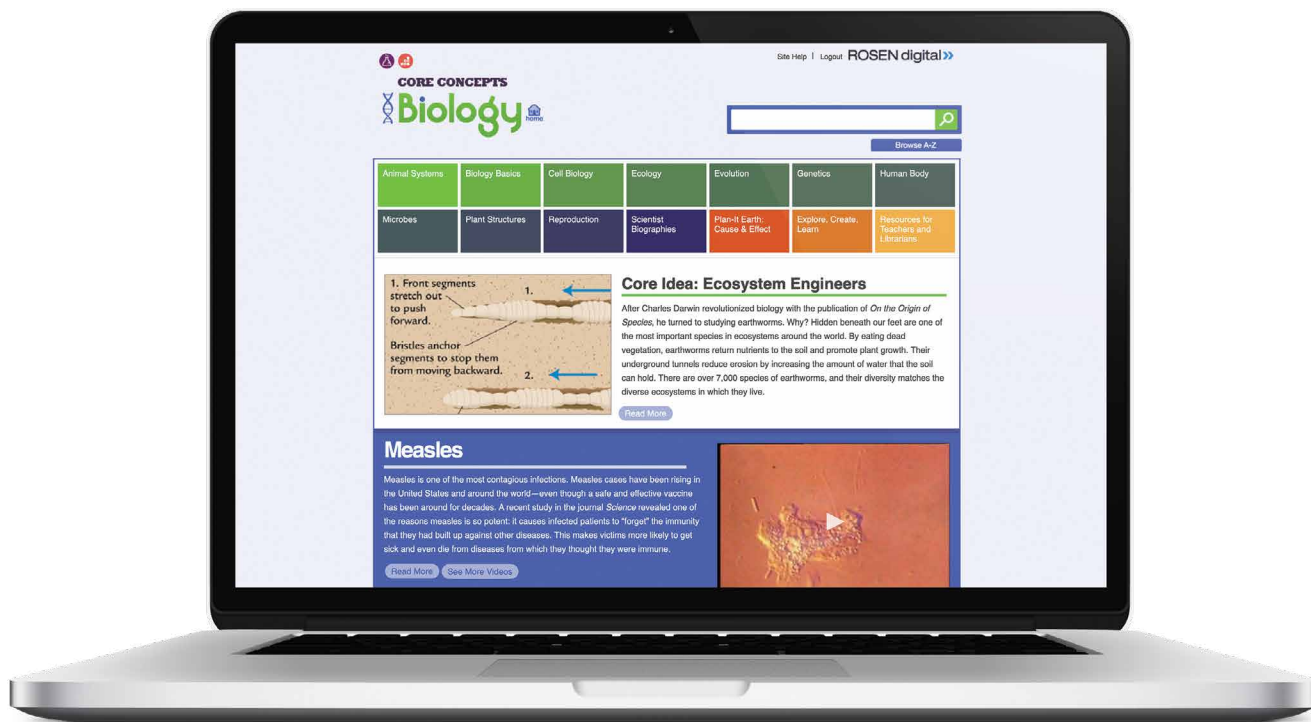 Site Help | Logout ROSEN digital»
CORE CONCEPTS
Biology
home
Browse A-Z
Animal Systems
Biology Basics
Cell Biology
Ecology
Evolution
Genetics
Human Body
Microbes
Plant Structures
Reproduction
Scientist
Biographies
Plan-It Earth:
Cause & Effect
Explore, Create,
Learn
Resources for
Teachers and
Librarians
1. Front segments
stretch out
to push
forward.
1.
Bristles anchor
segments to stop them
from moving backward.
2.
Core Idea: Ecosystem Engineers
After Charles Darwin revolutionized biology with the publication of On the Origin of
Species, he turned to studying earthworms. Why? Hidden beneath our feet are one of
the most important species in ecosystems around the world. By eating dead
vegetation, earthworms return nutrients to the soil and promote plant growth. Their
underground tunnels reduce erosion by increasing the amount of water that the soil
can hold. There are over 7,000 species of earthworms, and their diversity matches the
diverse ecosystems in which they live.
Read More
Measles
Measles is one of the most contagious infections. Measles cases have been rising in
the United States and around the world—even though a safe and effective vaccine
has been around for decades. A recent study in the journal Science revealed one of
the reasons measles is so potent: it causes infected patients to "forget" the immunity
that they had built up against other diseases. This makes victims more likely to get
sick and even die from diseases from which they thought they were immune.
Read More
See More Videos